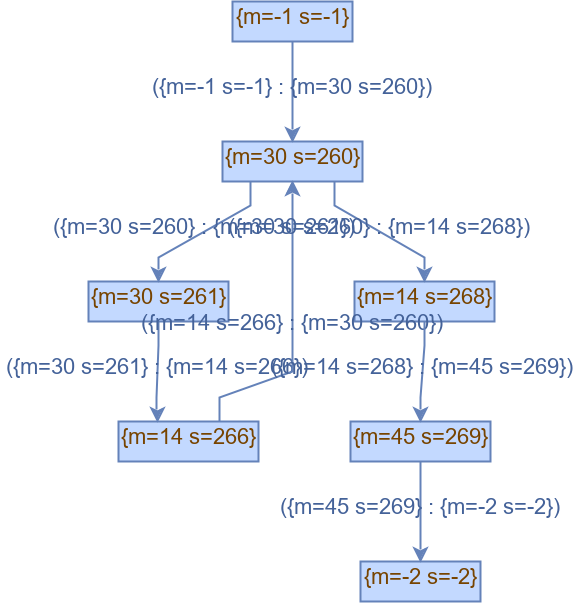 {m=-1 s=-1}
({m=-1 s=-1} : {m=30 s=260})
{m=30 s=260}
({m=30 s=260} : {m=30 s=261})
({m=30 s=260} : {m=14 s=268})
{m=30 s=261}
{m=14 s=268}
({m=14 s=266} : {m=30 s=260})
({m=30 s=261} : {m=14 s=266})
({m=14 s=268} : {m=45 s=269})
{m=14 s=266}
{m=45 s=269}
({m=45 s=269} : {m=-2 s=-2})
{m=-2 s=-2}